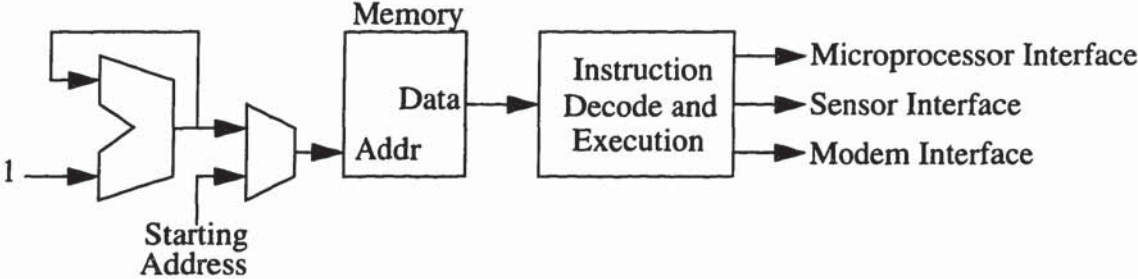 Memory
Instruction
Decode and
Execution
Data
Addr
Microprocessor Interface
Sensor Interface
Modem Interface
1
Starting
Address